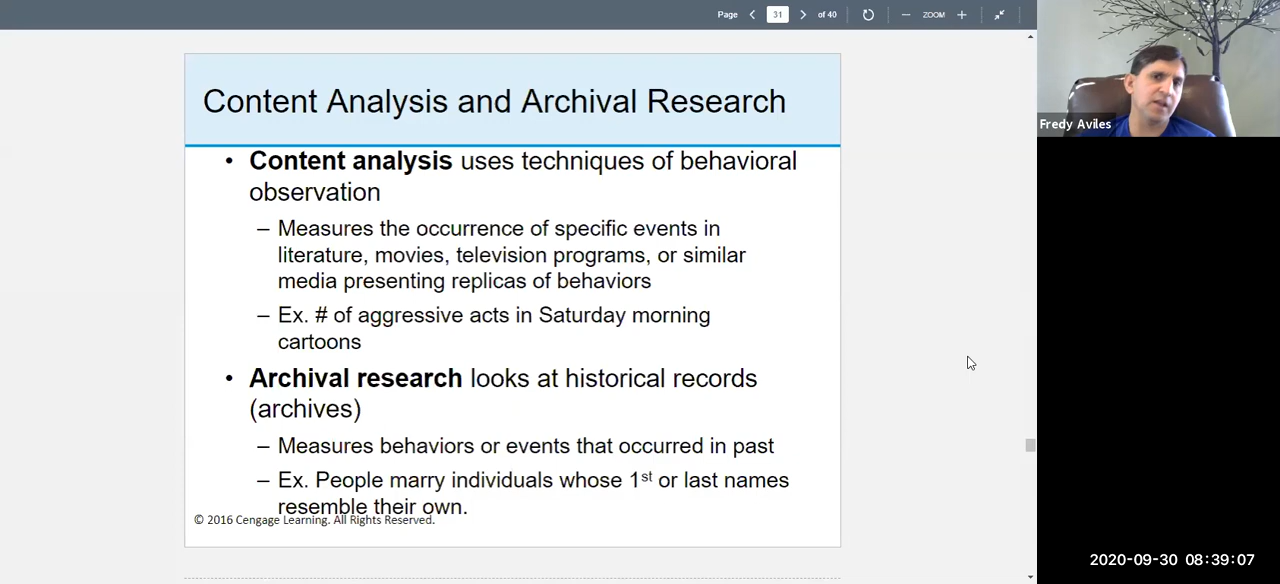 Page 31 of 40 ZOOM
Content Analysis and Archival Research
• Content analysis uses techniques of behavioral
observation
– Measures the occurrence of specific events in
literature, movies, television programs, or similar
media presenting replicas of behaviors
– Ex. # of aggressive acts in Saturday morning
cartoons
• Archival research looks at historical records
(archives)
– Measures behaviors or events that occurred in past
– Ex. People marry individuals whose 1st or last names
resemble their own.
© 2016 Cengage Learning. All Rights Reserved.
Fredy Aviles
2020-09-30 08:39:07